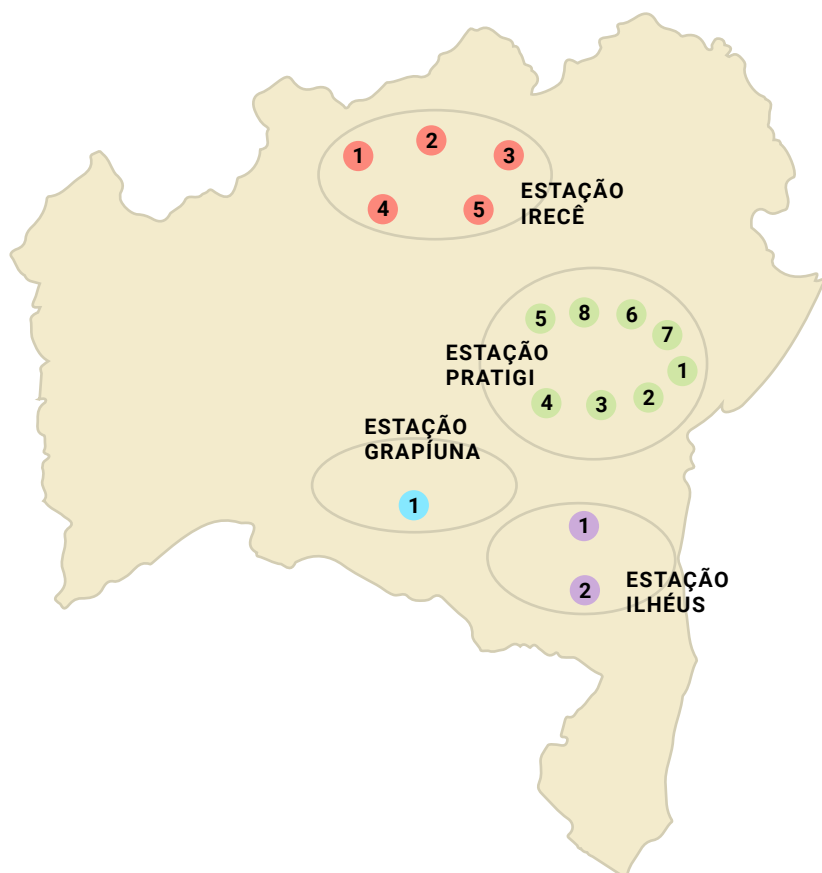 2
1
3
4
5
ESTAÇÃO
IRECÊ
5
8
6
7
1
ESTAÇÃO
PRATIGI
4
3
2
ESTAÇÃO
GRAPÍUNA
1
1
2
ESTAÇÃO
ILHÉUS